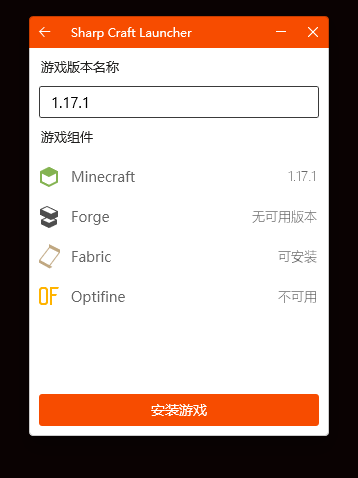 Sharp Craft Launcher
游戏版本名称
1.17.1
游戏组件
Minecraft 1.17.1
Forge 无可用版本
Fabric 可安装
Optifine 不可用
安装游戏